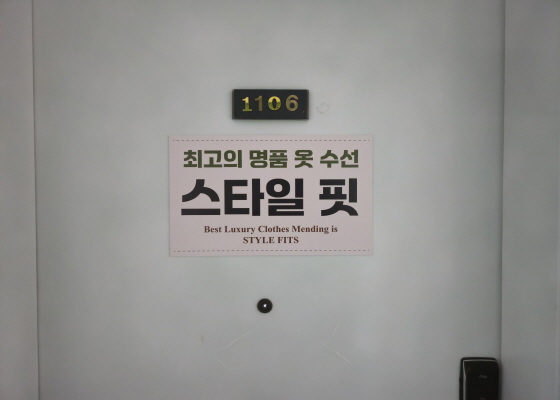 1106
최고의 명품 옷 수선
스타일 핏
Best Luxury Clothes Mending is
STYLE FITS